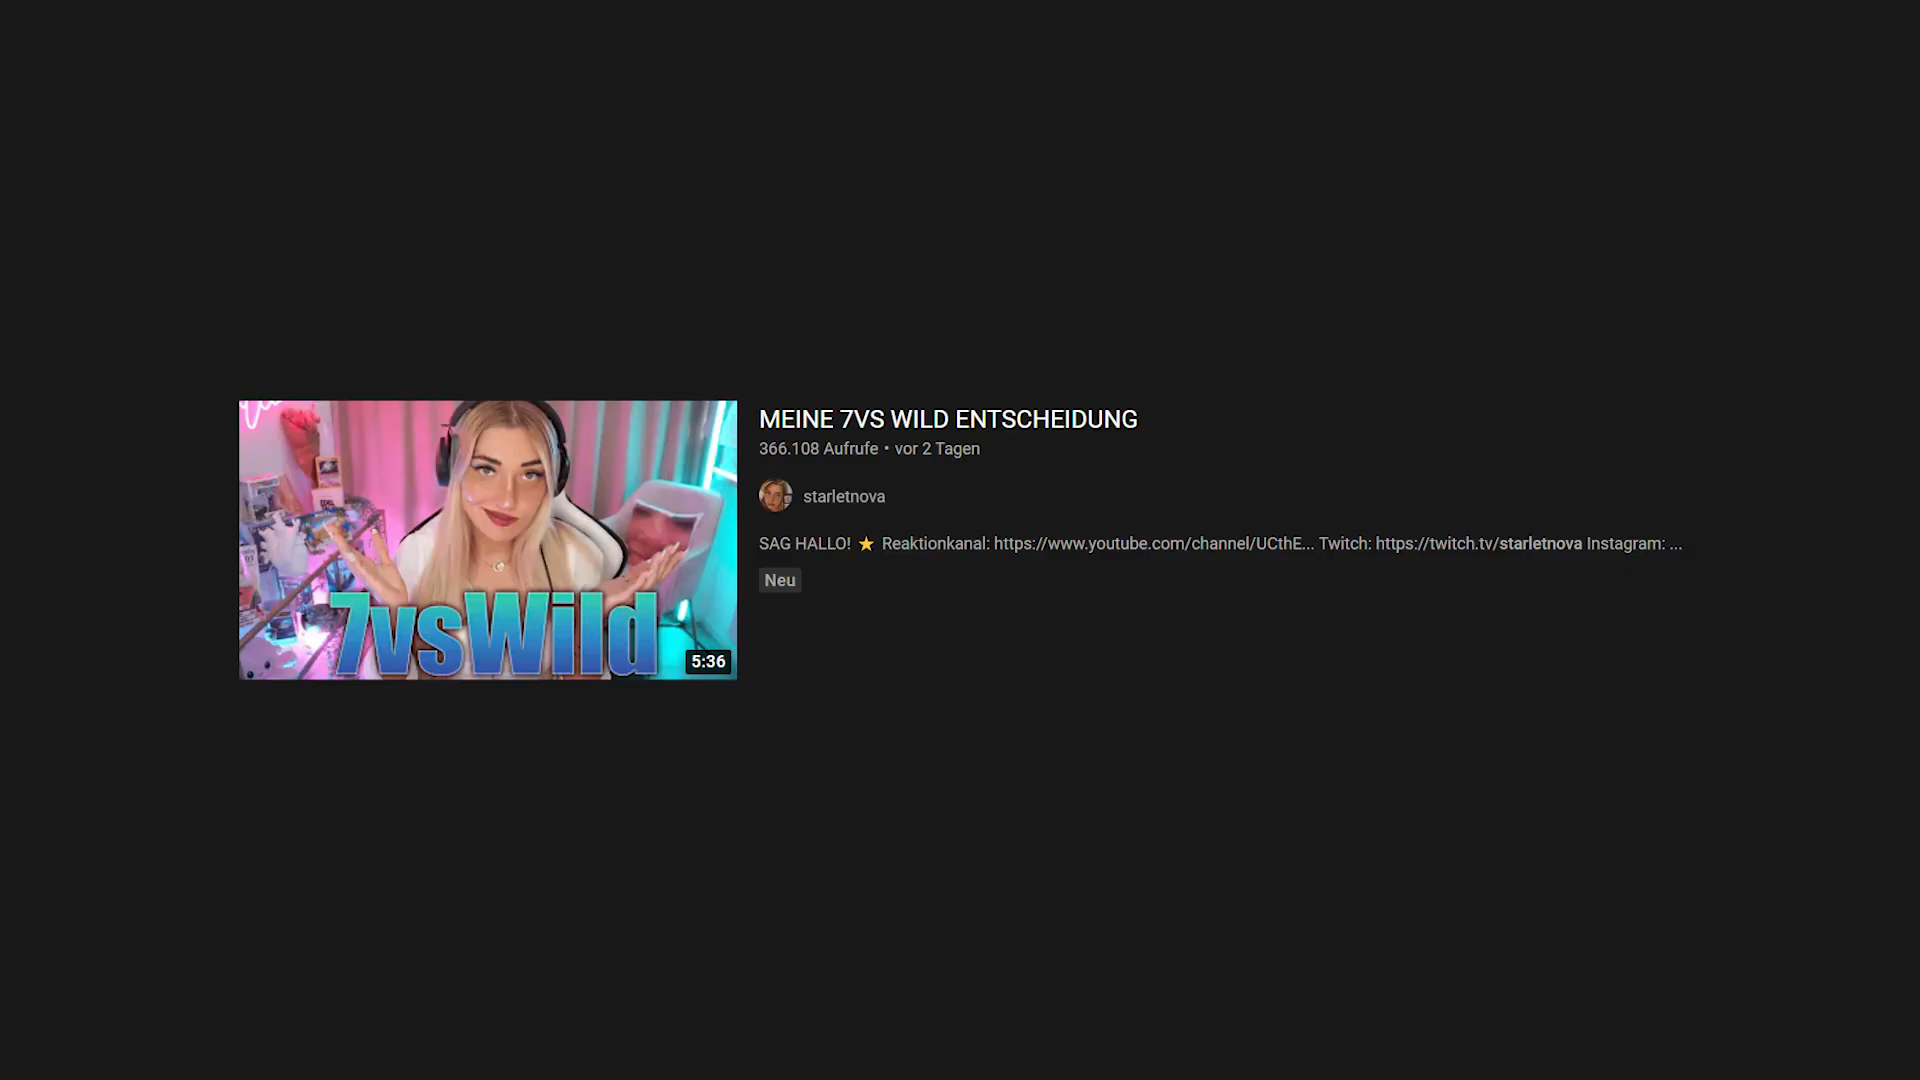 MEINE 7VS WILD ENTSCHEIDUNG
366.108 Aufrufe • vor 2 Tagen
starletnova
SAG HALLO! ⭐ Reaktionkanal: https://www.youtube.com/channel/UCthE... Twitch: https://twitch.tv/starletnova Instagram: ...
Neu
7vsWild
5:36